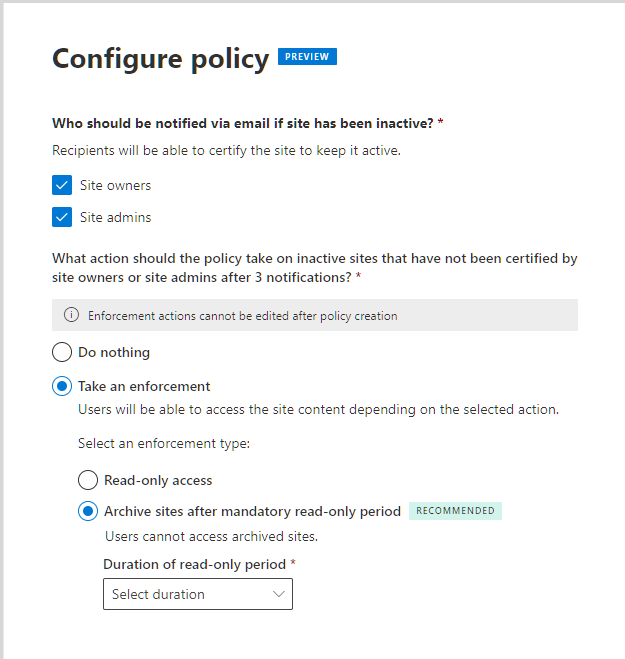 Configure policy PREVIEW
Who should be notified via email if site has been inactive? *
Recipients will be able to certify the site to keep it active.
Site owners
Site admins
What action should the policy take on inactive sites that have not been certified by
site owners or site admins after 3 notifications? *
Enforcement actions cannot be edited after policy creation
Do nothing
Take an enforcement
Users will be able to access the site content depending on the selected action.
Select an enforcement type:
Read-only access
Archive sites after mandatory read-only period RECOMMENDED
Users cannot access archived sites.
Duration of read-only period *
Select duration